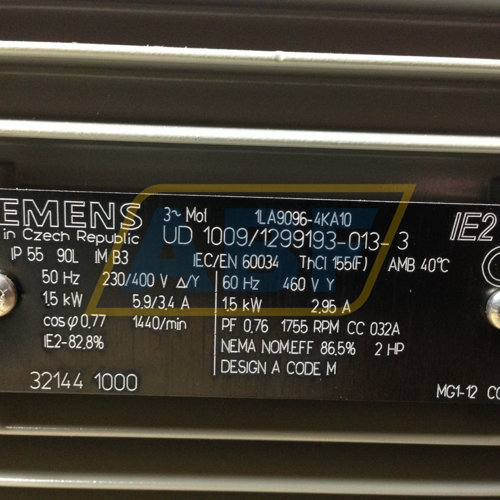 EMENS 3~ Mot 1LA9096-4KA10 IE2
in Czech Republic UD 1009/1299193-013-3
IP 55 90L IM B3 IEC/EN 60034 ThCl 155(F) AMB 40°C
50 Hz 230/400 V Δ/Y 60 Hz 460 V Y
1,5 kW 5.9/3.4 A 1.5 kW 2.95 A
cosφ 0.77 1440/min PF 0.76 1755 RPM CC 032A
IE2-82,8% NEMA NOM.EFF 86.5% 2 HP
DESIGN A CODE M
32144 1000 MG1-12